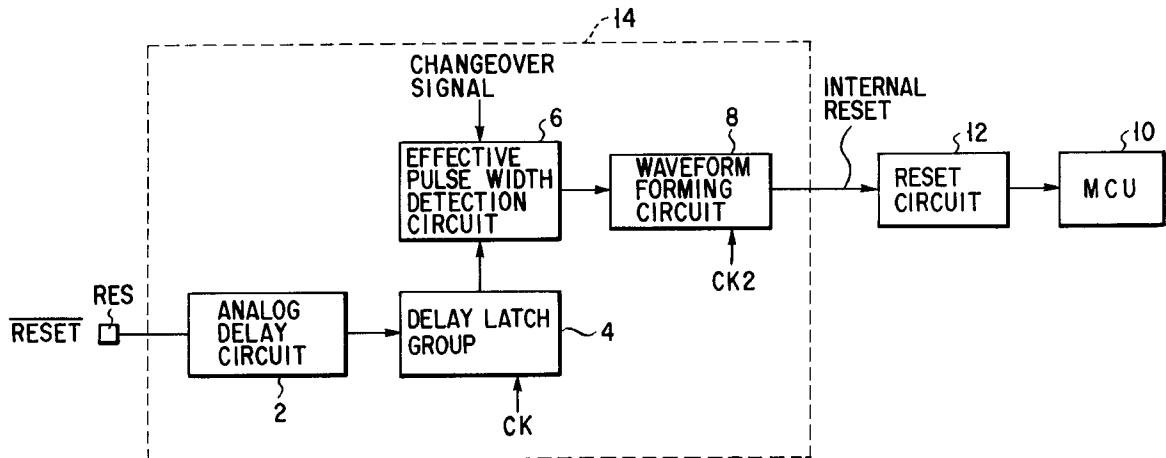 14
CHANGEOVER
SIGNAL
6
EFFECTIVE
PULSE WIDTH
DETECTION
CIRCUIT
8
WAVEFORM
FORMING
CIRCUIT
INTERNAL
RESET
12
RESET
CIRCUIT
10
MCU
CK2
RESET
RES
ANALOG
DELAY
CIRCUIT
2
DELAY LATCH
GROUP
4
CK